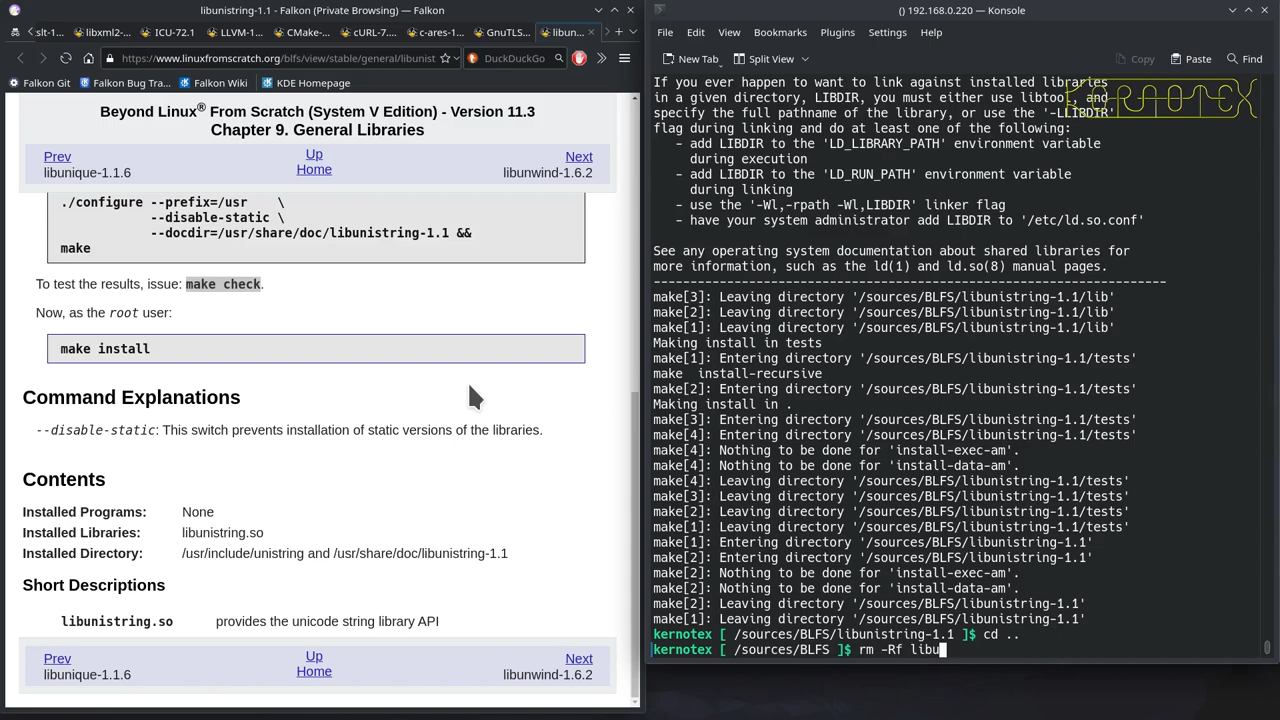 libunistring-1.1 - Falkon (Private Browsing) — Falkon
slt-1...
libxml2-...
ICU-72.1
LLVM-1...
CMake-...
cURL-7....
c-ares-1...
GnuTLS...
libun...
https://www.linuxfromscratch.org/blfs/view/stable/general/libunist
DuckDuckGo
Falkon Git
Falkon Bug Tra...
Falkon Wiki
KDE Homepage
Beyond Linux® From Scratch (System V Edition) - Version 11.3
Chapter 9. General Libraries
Prev
Up
Next
libunique-1.1.6
Home
libunwind-1.6.2
./configure --prefix=/usr    \
--disable-static \
--docdir=/usr/share/doc/libunistring-1.1 &&
make
To test the results, issue: make check.
Now, as the root user:
make install
Command Explanations
--disable-static: This switch prevents installation of static versions of the libraries.
Contents
Installed Programs: None
Installed Libraries: libunistring.so
Installed Directory: /usr/include/unistring and /usr/share/doc/libunistring-1.1
Short Descriptions
libunistring.so provides the unicode string library API
Prev
Up
Next
libunique-1.1.6
Home
libunwind-1.6.2
() 192.168.0.220 — Konsole
File Edit View Bookmarks Plugins Settings Help
New Tab Split View Copy Paste Find
KERNOTEX
If you ever happen to want to link against installed libraries
in a given directory, LIBDIR, you must either use libtool, and
specify the full pathname of the library, or use the '-LLIBDIR'
flag during linking and do at least one of the following:
- add LIBDIR to the 'LD_LIBRARY_PATH' environment variable
during execution
- add LIBDIR to the 'LD_RUN_PATH' environment variable
during linking
- use the '-Wl,-rpath -Wl,LIBDIR' linker flag
- have your system administrator add LIBDIR to '/etc/ld.so.conf'
See any operating system documentation about shared libraries for
more information, such as the ld(1) and ld.so(8) manual pages.
----------------------------------------------------------------------
make[3]: Leaving directory '/sources/BLFS/libunistring-1.1/lib'
make[2]: Leaving directory '/sources/BLFS/libunistring-1.1/lib'
make[1]: Leaving directory '/sources/BLFS/libunistring-1.1/lib'
Making install in tests
make[1]: Entering directory '/sources/BLFS/libunistring-1.1/tests'
make  install-recursive
make[2]: Entering directory '/sources/BLFS/libunistring-1.1/tests'
Making install in .
make[3]: Entering directory '/sources/BLFS/libunistring-1.1/tests'
make[4]: Entering directory '/sources/BLFS/libunistring-1.1/tests'
make[4]: Nothing to be done for 'install-exec-am'.
make[4]: Nothing to be done for 'install-data-am'.
make[4]: Leaving directory '/sources/BLFS/libunistring-1.1/tests'
make[3]: Leaving directory '/sources/BLFS/libunistring-1.1/tests'
make[2]: Leaving directory '/sources/BLFS/libunistring-1.1/tests'
make[1]: Leaving directory '/sources/BLFS/libunistring-1.1/tests'
make[1]: Entering directory '/sources/BLFS/libunistring-1.1'
make[2]: Entering directory '/sources/BLFS/libunistring-1.1'
make[2]: Nothing to be done for 'install-exec-am'.
make[2]: Nothing to be done for 'install-data-am'.
make[2]: Leaving directory '/sources/BLFS/libunistring-1.1'
make[1]: Leaving directory '/sources/BLFS/libunistring-1.1'
kernotex [ /sources/BLFS/libunistring-1.1 ]$ cd ..
kernotex [ /sources/BLFS ]$ rm -Rf libu